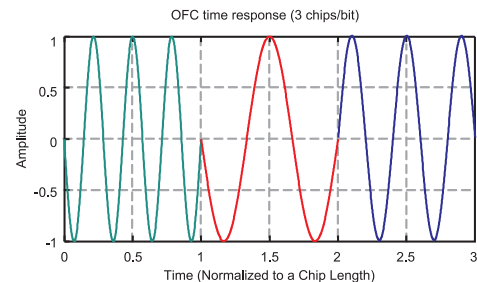 OFC time response (3 chips/bit)
1
0.5
0
-0.5
-1
Amplitude
0 0.5 1 1.5 2 2.5 3
Time (Normalized to a Chip Length)